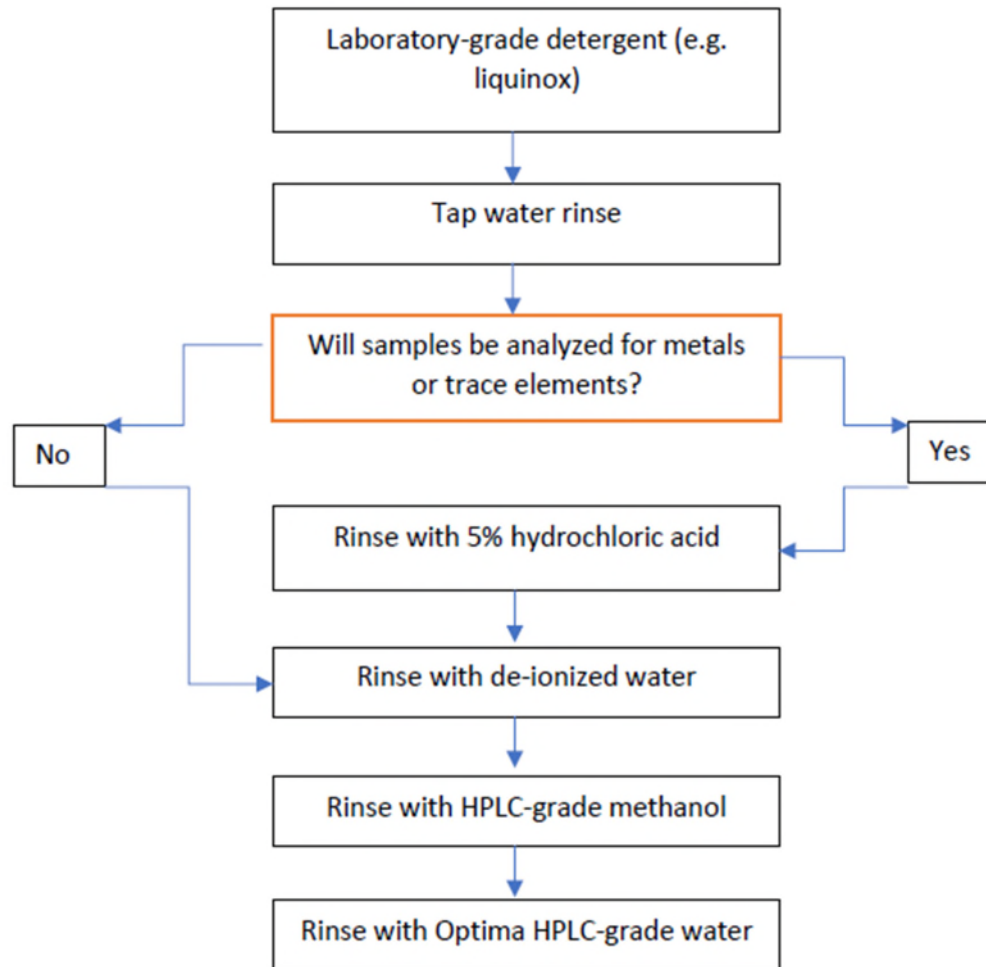 Laboratory-grade detergent (e.g.
liquinox)
Tap water rinse
Will samples be analyzed for metals
or trace elements?
No
Yes
Rinse with 5% hydrochloric acid
Rinse with de-ionized water
Rinse with HPLC-grade methanol
Rinse with Optima HPLC-grade water